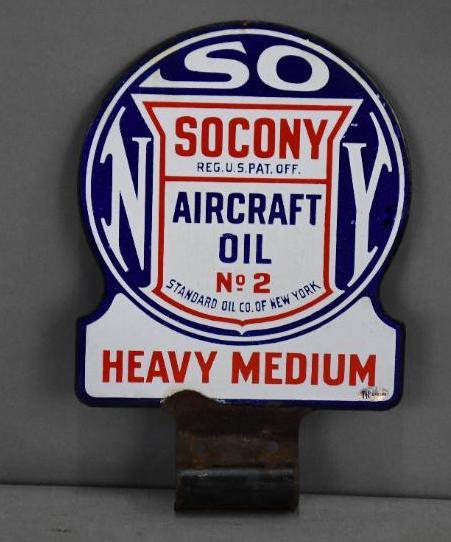 SO
N Y
SOCONY
REG.U.S.PAT.OFF.
AIRCRAFT
OIL
Nº 2
STANDARD OIL CO. OF NEW YORK
HEAVY MEDIUM